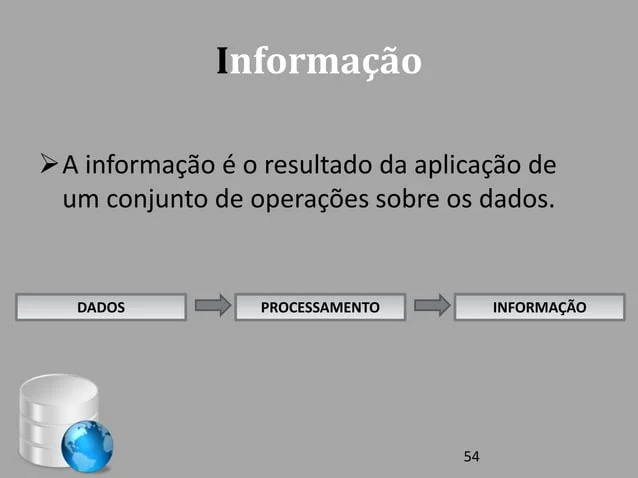 Informação
➢A informação é o resultado da aplicação de
um conjunto de operações sobre os dados.
DADOS
PROCESSAMENTO
INFORMAÇÃO
54